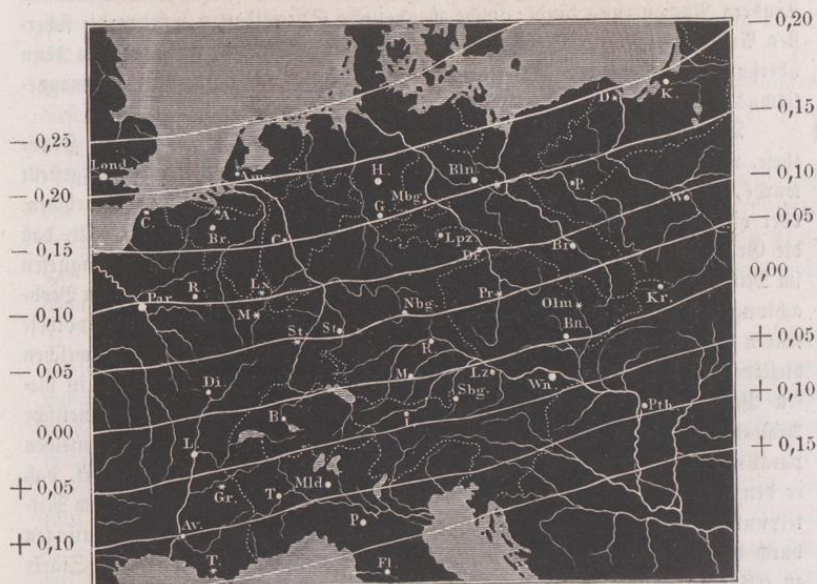 — 0,20
— 0,15
— 0,10
— 0,05
0,00
+ 0,05
+ 0,10
+ 0,15
— 0,25
— 0,20
— 0,15
— 0,10
— 0,05
0,00
+ 0,05
+ 0,10
K.
D.
Lond.
Ams.
H.
Bln.
P.
Mbg.
W.
C.
A.
G.
Br.
C.
Lpz.
Dr.
Br.
R.
L.
Pr.
Olm.
Kr.
Par.
M.
Nbg.
Bn.
St.
St.
R.
Lz.
Wn.
Di.
M.
Sbg.
Pth.
B.
I.
L.
Mld.
Gr.
T.
P.
Av.
T.
Fl.